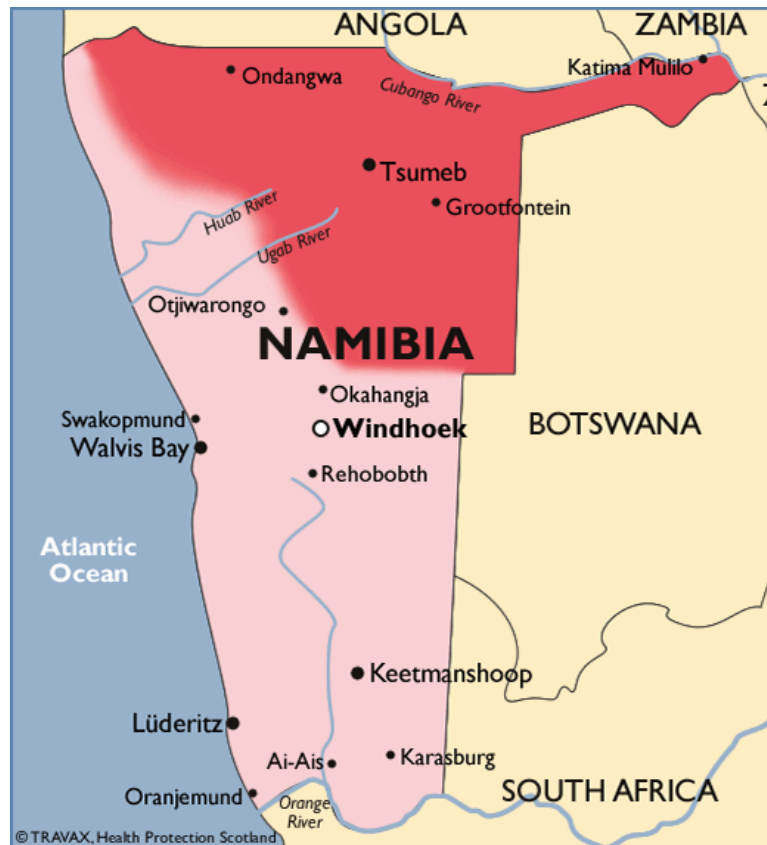 ANGOLA
ZAMBIA
Katima Mulilo
Ondangwa
Cubango River
Z
Tsumeb
Grootfontein
Huab River
Ugab River
Otjiwarongo
NAMIBIA
Okahangja
Swakopmund
Windhoek
BOTSWANA
Walvis Bay
Rehobobth
Atlantic
Ocean
Keetmanshoop
Lüderitz
Ai-Ais
Karasburg
Oranjemund
Orange
River
SOUTH AFRICA
© TRAVAX, Health Protection Scotland